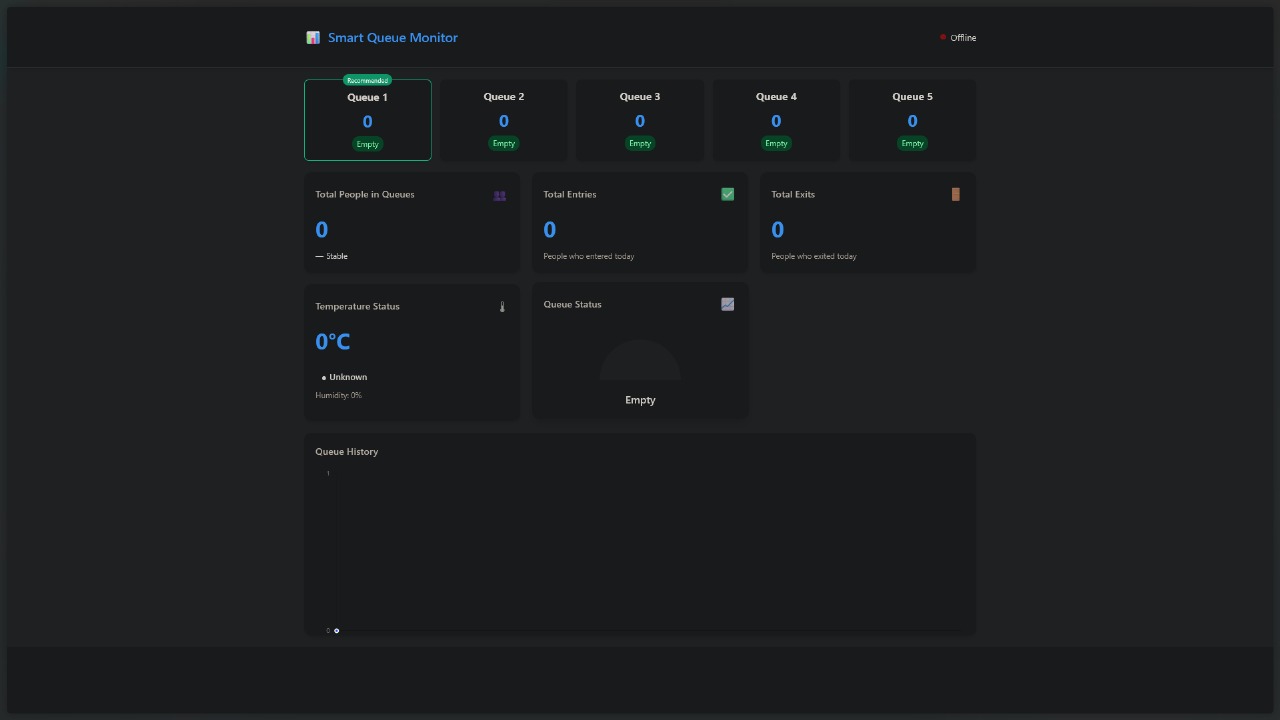 Smart Queue Monitor
Offline
Recommended
Queue 1
0
Empty
Queue 2
0
Empty
Queue 3
0
Empty
Queue 4
0
Empty
Queue 5
0
Empty
Total People in Queues
0
— Stable
Total Entries
0
People who entered today
Total Exits
0
People who exited today
Temperature Status
0°C
● Unknown
Humidity: 0%
Queue Status
Empty
Queue History
1
0